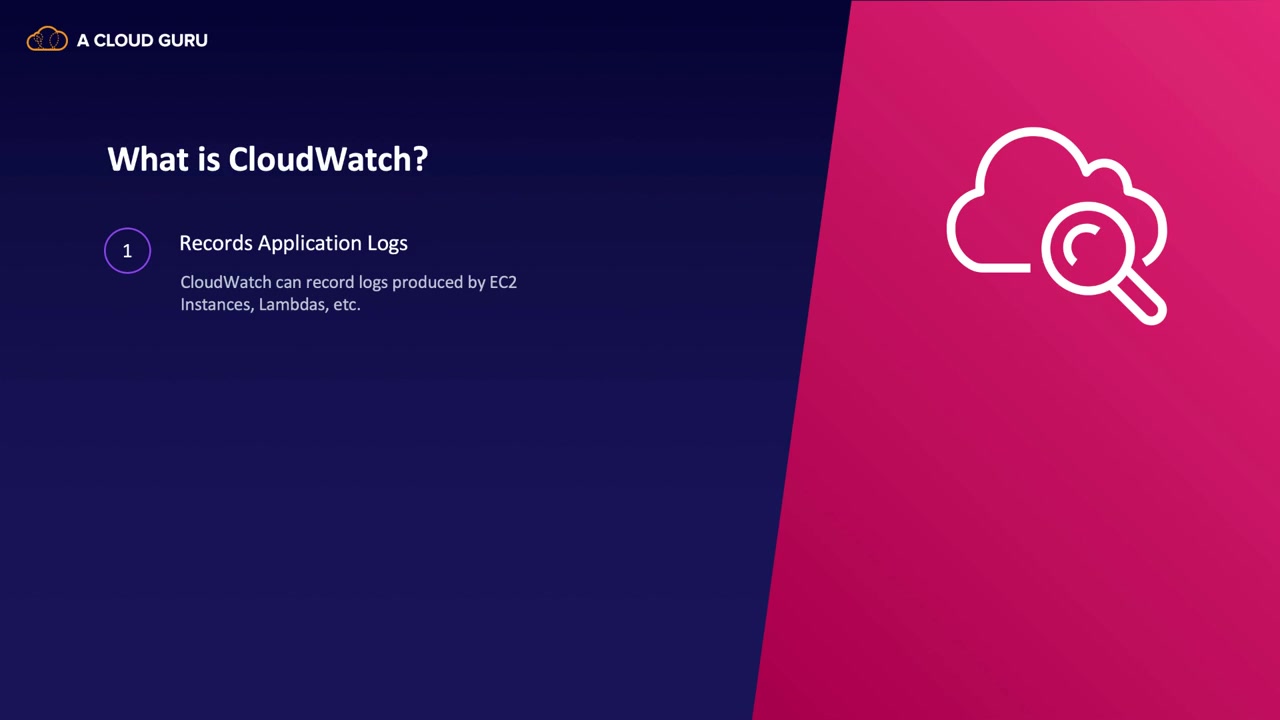 A CLOUD GURU
What is CloudWatch?
1
Records Application Logs
CloudWatch can record logs produced by EC2
Instances, Lambdas, etc.